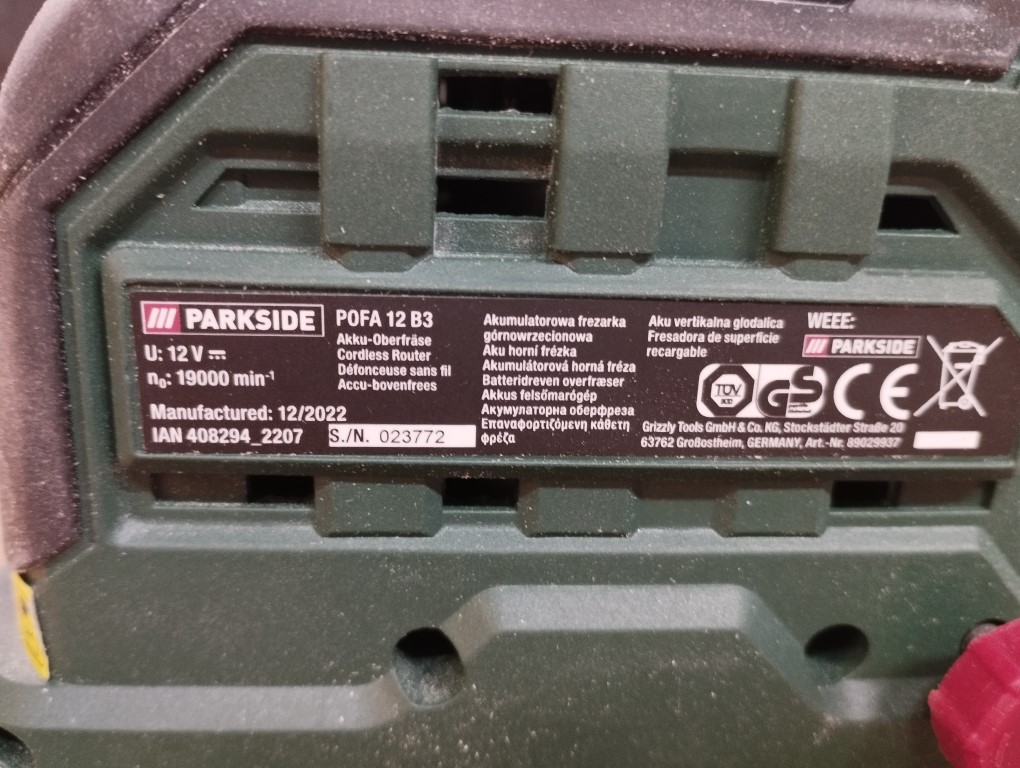 PARKSIDE
U: 12 V ⎓
n₀: 19000 min⁻¹
Manufactured: 12/2022
IAN 408294_2207
POFA 12 B3
Akku-Oberfräse
Cordless Router
Défonceuse sans fil
Accu-bovenfrees
S./N. 023772
Akumulatorowa frezarka
górnowrzecionowa
Aku horní frézka
Akumulátorová horná fréza
Batteridreven overfræser
Akkus felsőmarógép
Акумулаторна оберфреза
Επαναφορτιζόμενη κάθετη
φρέζα
Aku vertikalna glodalica
Fresadora de superficie
recargable
WEEE:
PARKSIDE
TÜV
GS
CE
Grizzly Tools GmbH & Co. KG, Stockstädter Straße 20
63762 Großostheim, GERMANY, Art.-Nr. 89029937